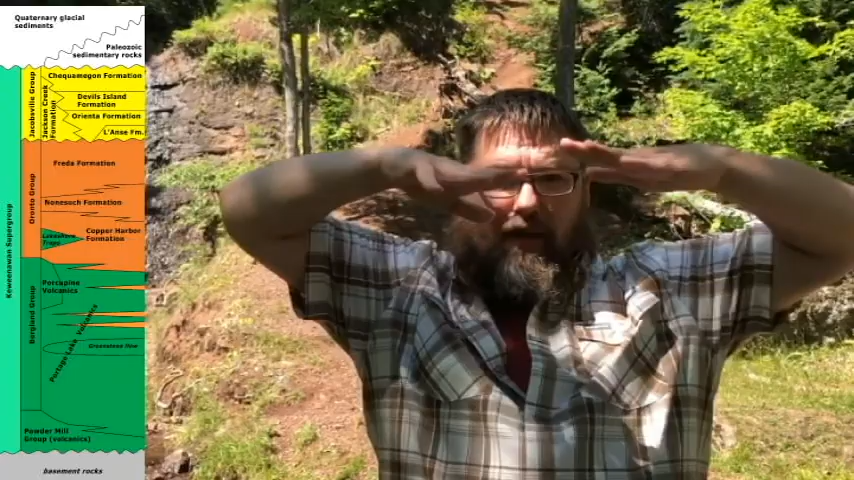 Quaternary glacial
sediments
Paleozoic
sedimentary rocks
Keweenawan Supergroup
Jacobsville Group
Jackson Creek
Formation
Chequamegon Formation
Devils Island
Formation
Orienta Formation
L'Anse Fm.
Oronto Group
Freda Formation
Nonesuch Formation
Copper Harbor
Formation
Lakeshore
Traps
Bergland Group
Porcupine
Volcanics
Portage Lake Volcanics
Greenstone flow
Powder Mill
Group (volcanics)
basement rocks